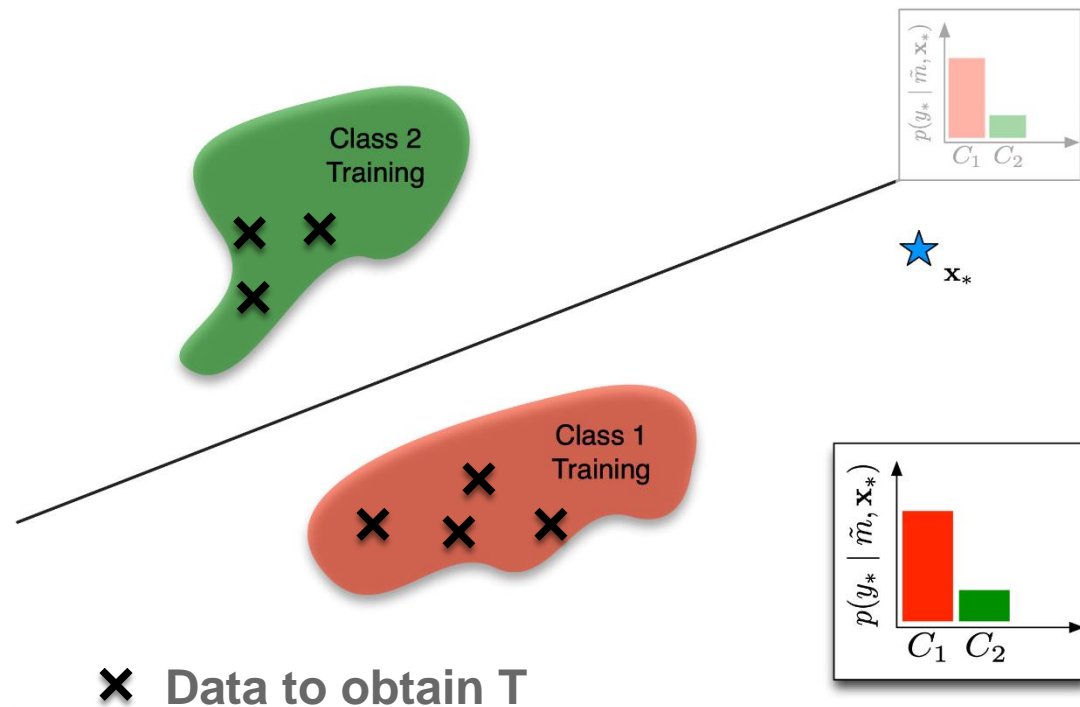 p(y∗ | m̃, x∗)
C₁ C₂
Class 2
Training
x∗
Class 1
Training
p(y∗ | m̃, x∗)
C₁ C₂
Data to obtain T